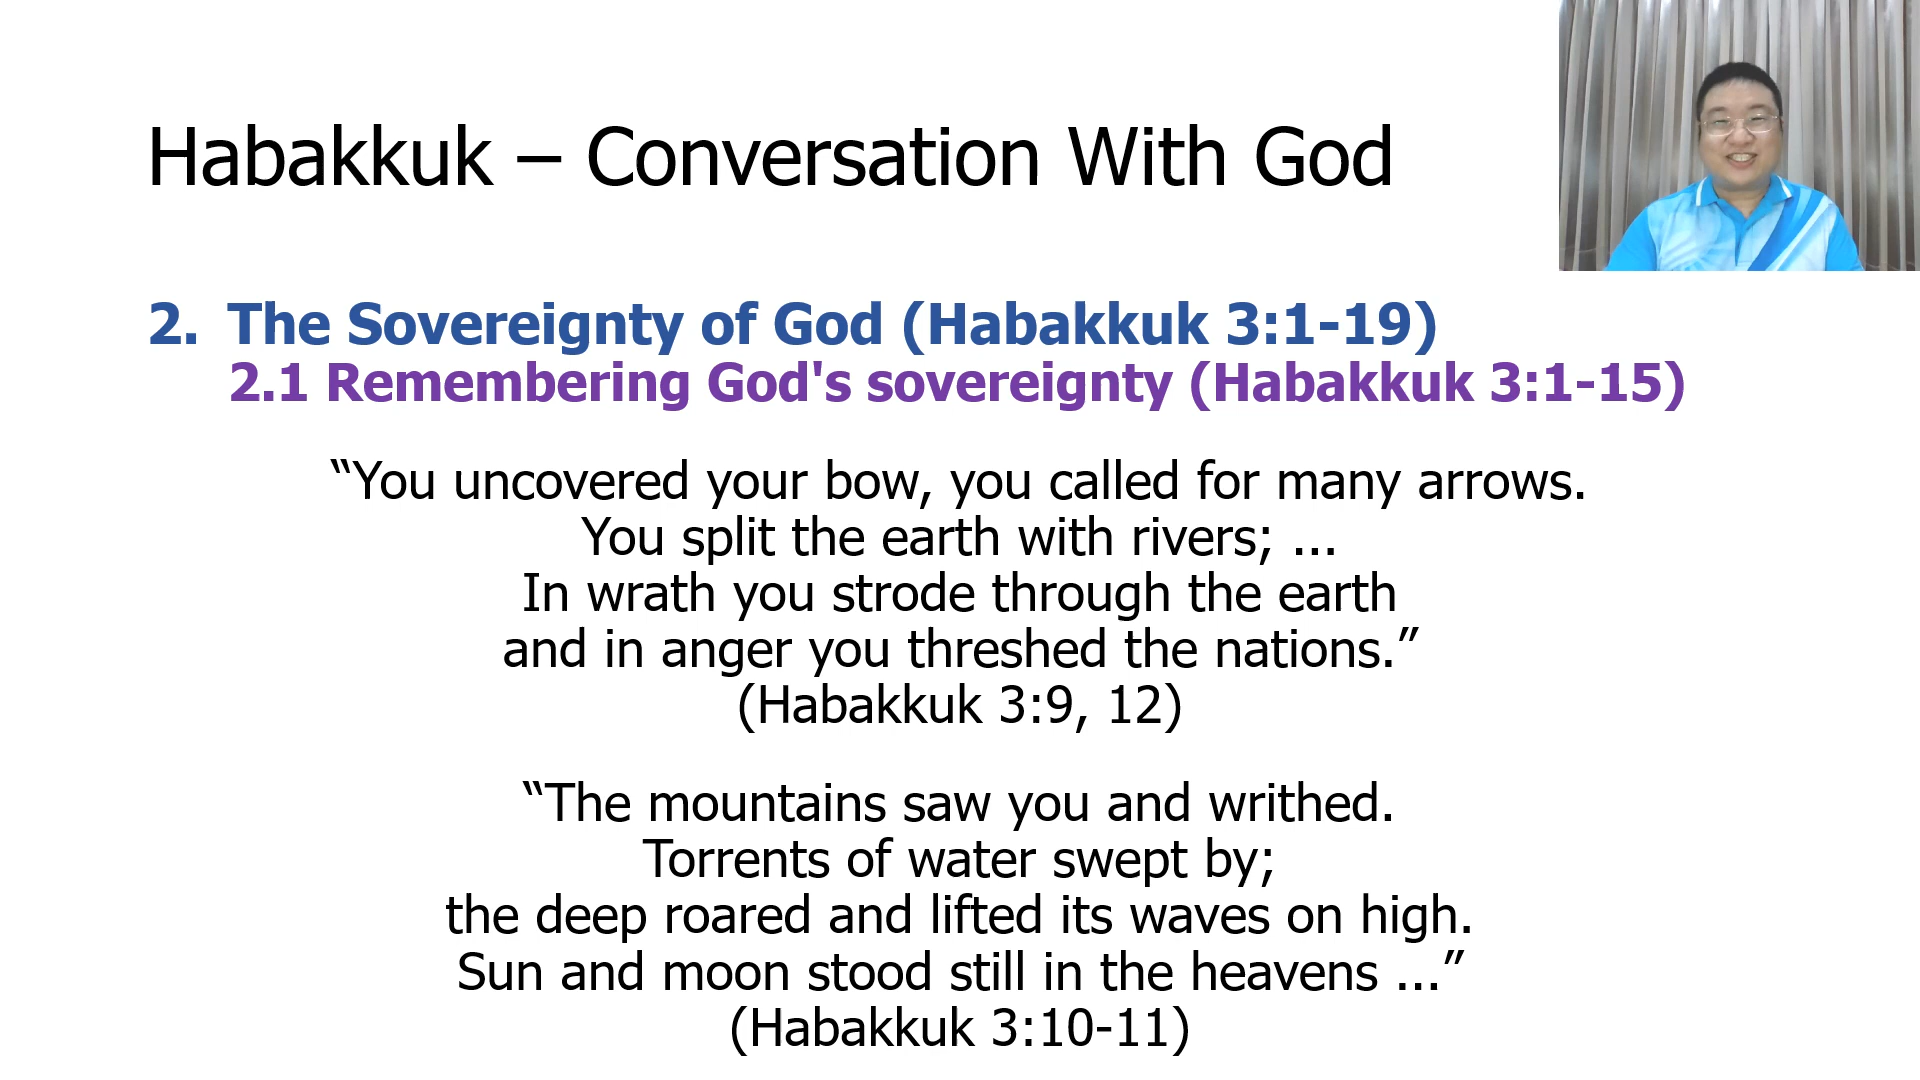 Habakkuk – Conversation With God
2. The Sovereignty of God (Habakkuk 3:1-19)
2.1 Remembering God's sovereignty (Habakkuk 3:1-15)
“You uncovered your bow, you called for many arrows.
You split the earth with rivers; ...
In wrath you strode through the earth
and in anger you threshed the nations.”
(Habakkuk 3:9, 12)
“The mountains saw you and writhed.
Torrents of water swept by;
the deep roared and lifted its waves on high.
Sun and moon stood still in the heavens ...”
(Habakkuk 3:10-11)